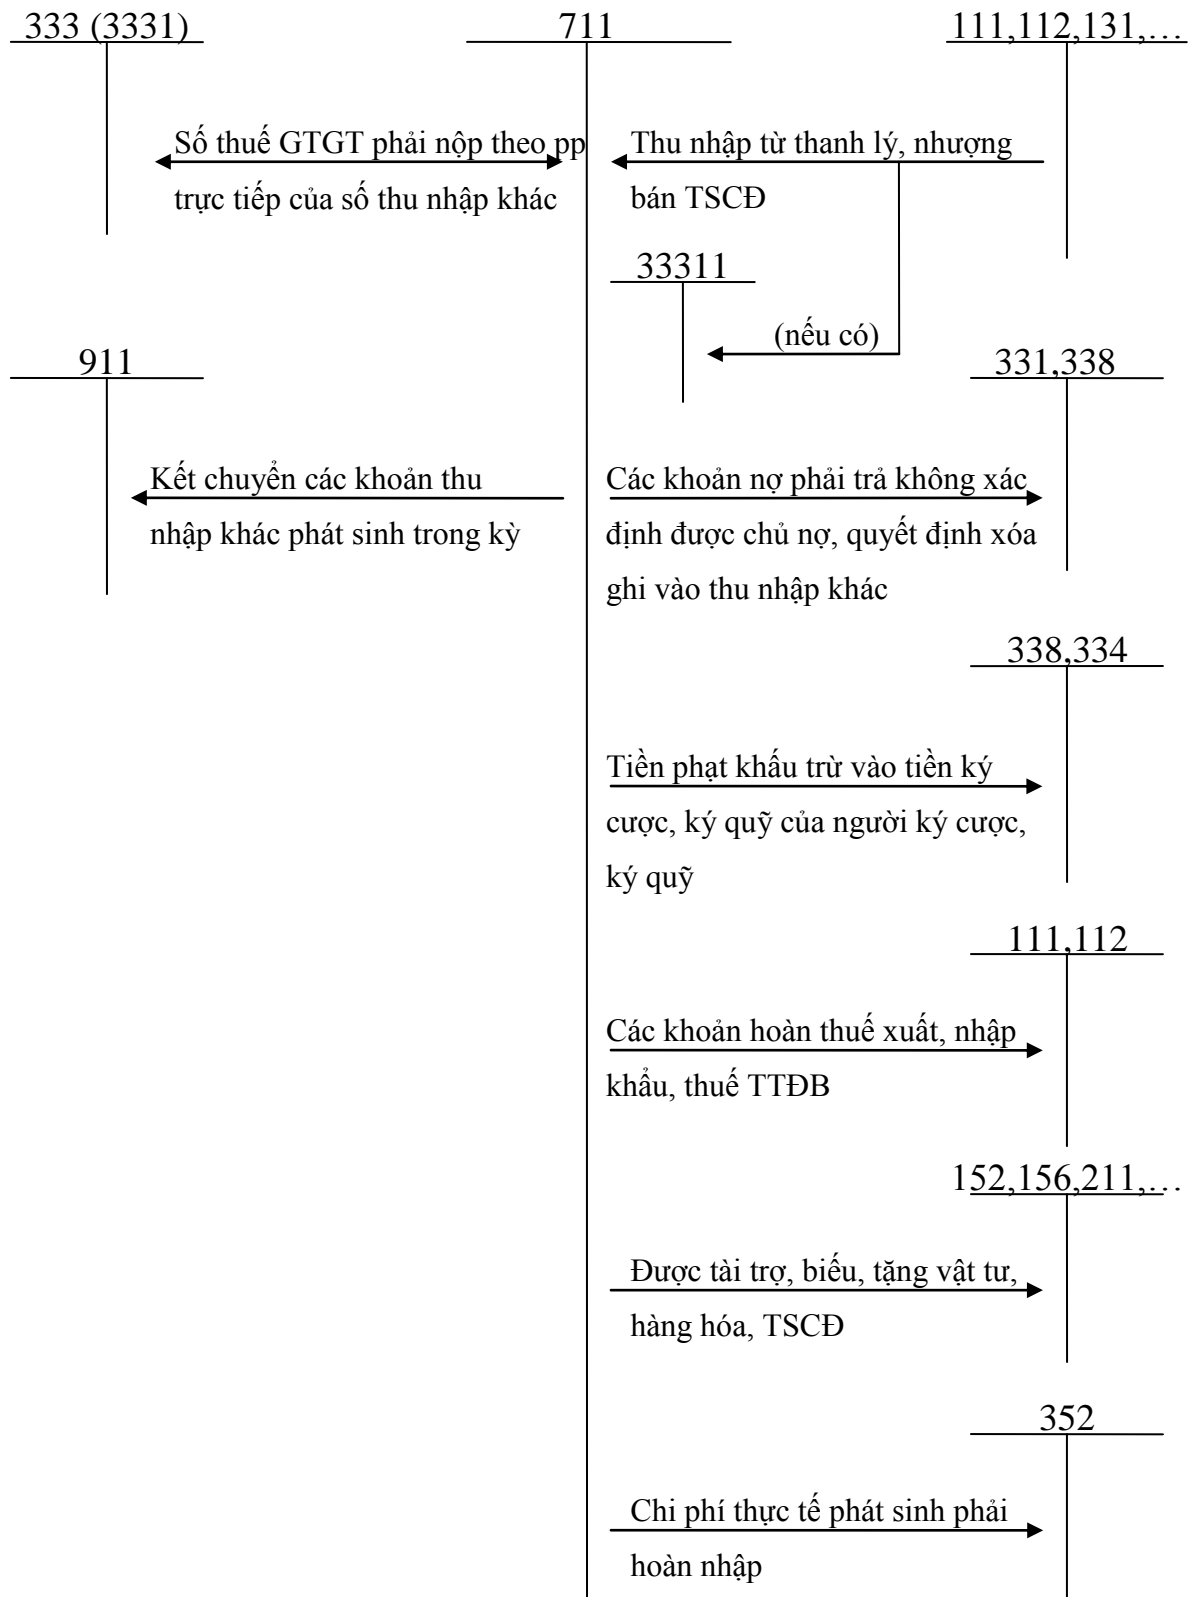 333 (3331)
711
111,112,131,…
Số thuế GTGT phải nộp theo pp
trực tiếp của số thu nhập khác
Thu nhập từ thanh lý, nhượng
bán TSCĐ
33311
(nếu có)
911
331,338
Kết chuyển các khoản thu
nhập khác phát sinh trong kỳ
Các khoản nợ phải trả không xác
định được chủ nợ, quyết định xóa
ghi vào thu nhập khác
338,334
Tiền phạt khấu trừ vào tiền ký
cược, ký quỹ của người ký cược,
ký quỹ
111,112
Các khoản hoàn thuế xuất, nhập
khẩu, thuế TTĐB
152,156,211,…
Được tài trợ, biếu, tặng vật tư,
hàng hóa, TSCĐ
352
Chi phí thực tế phát sinh phải
hoàn nhập